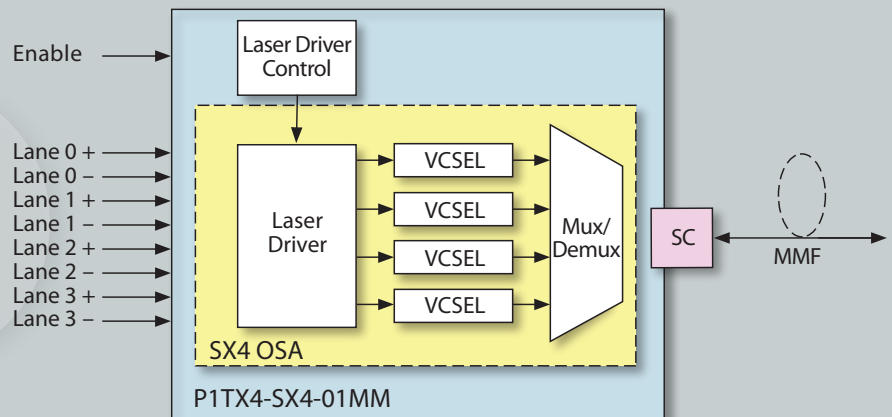 Enable
Laser Driver
Control
Lane 0 +
Lane 0 –
Lane 1 +
Lane 1 –
Lane 2 +
Lane 2 –
Lane 3 +
Lane 3 –
Laser
Driver
VCSEL
VCSEL
VCSEL
VCSEL
Mux/
Demux
SC
MMF
SX4 OSA
P1TX4-SX4-01MM